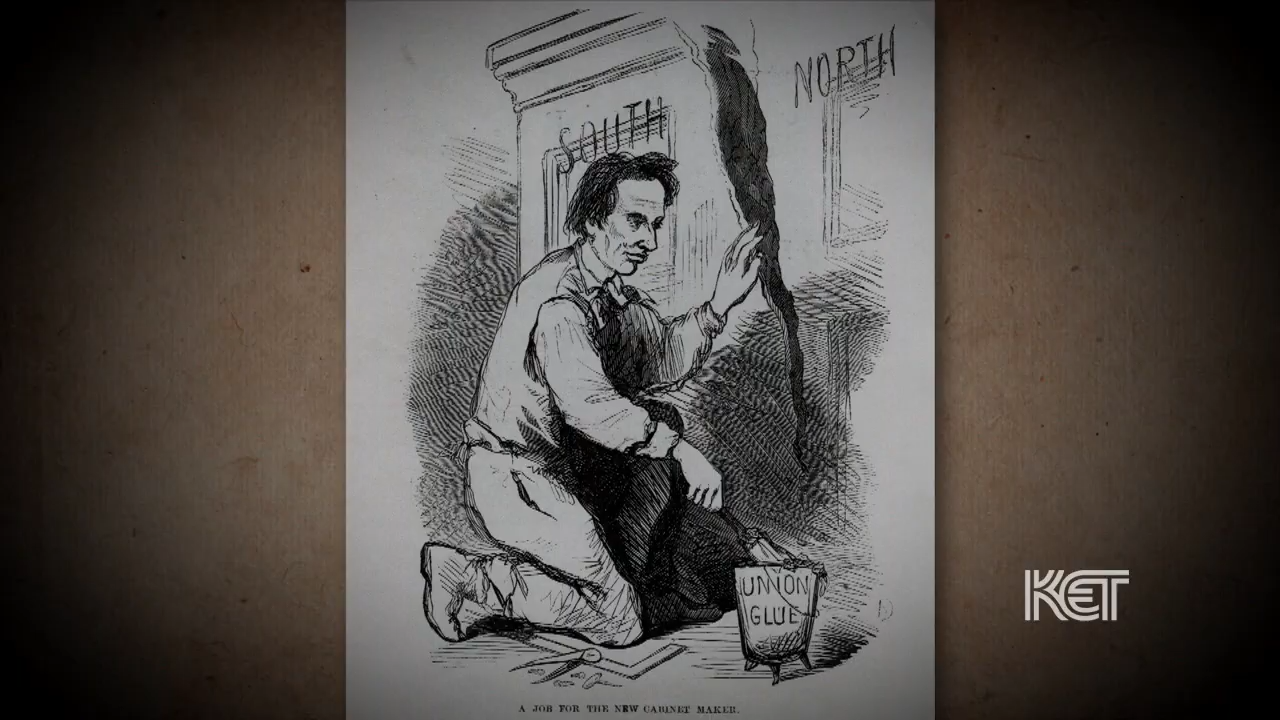 NORTH
SOUTH
UNION
GLUE
KET
A JOB FOR THE NEW CABINET MAKER.